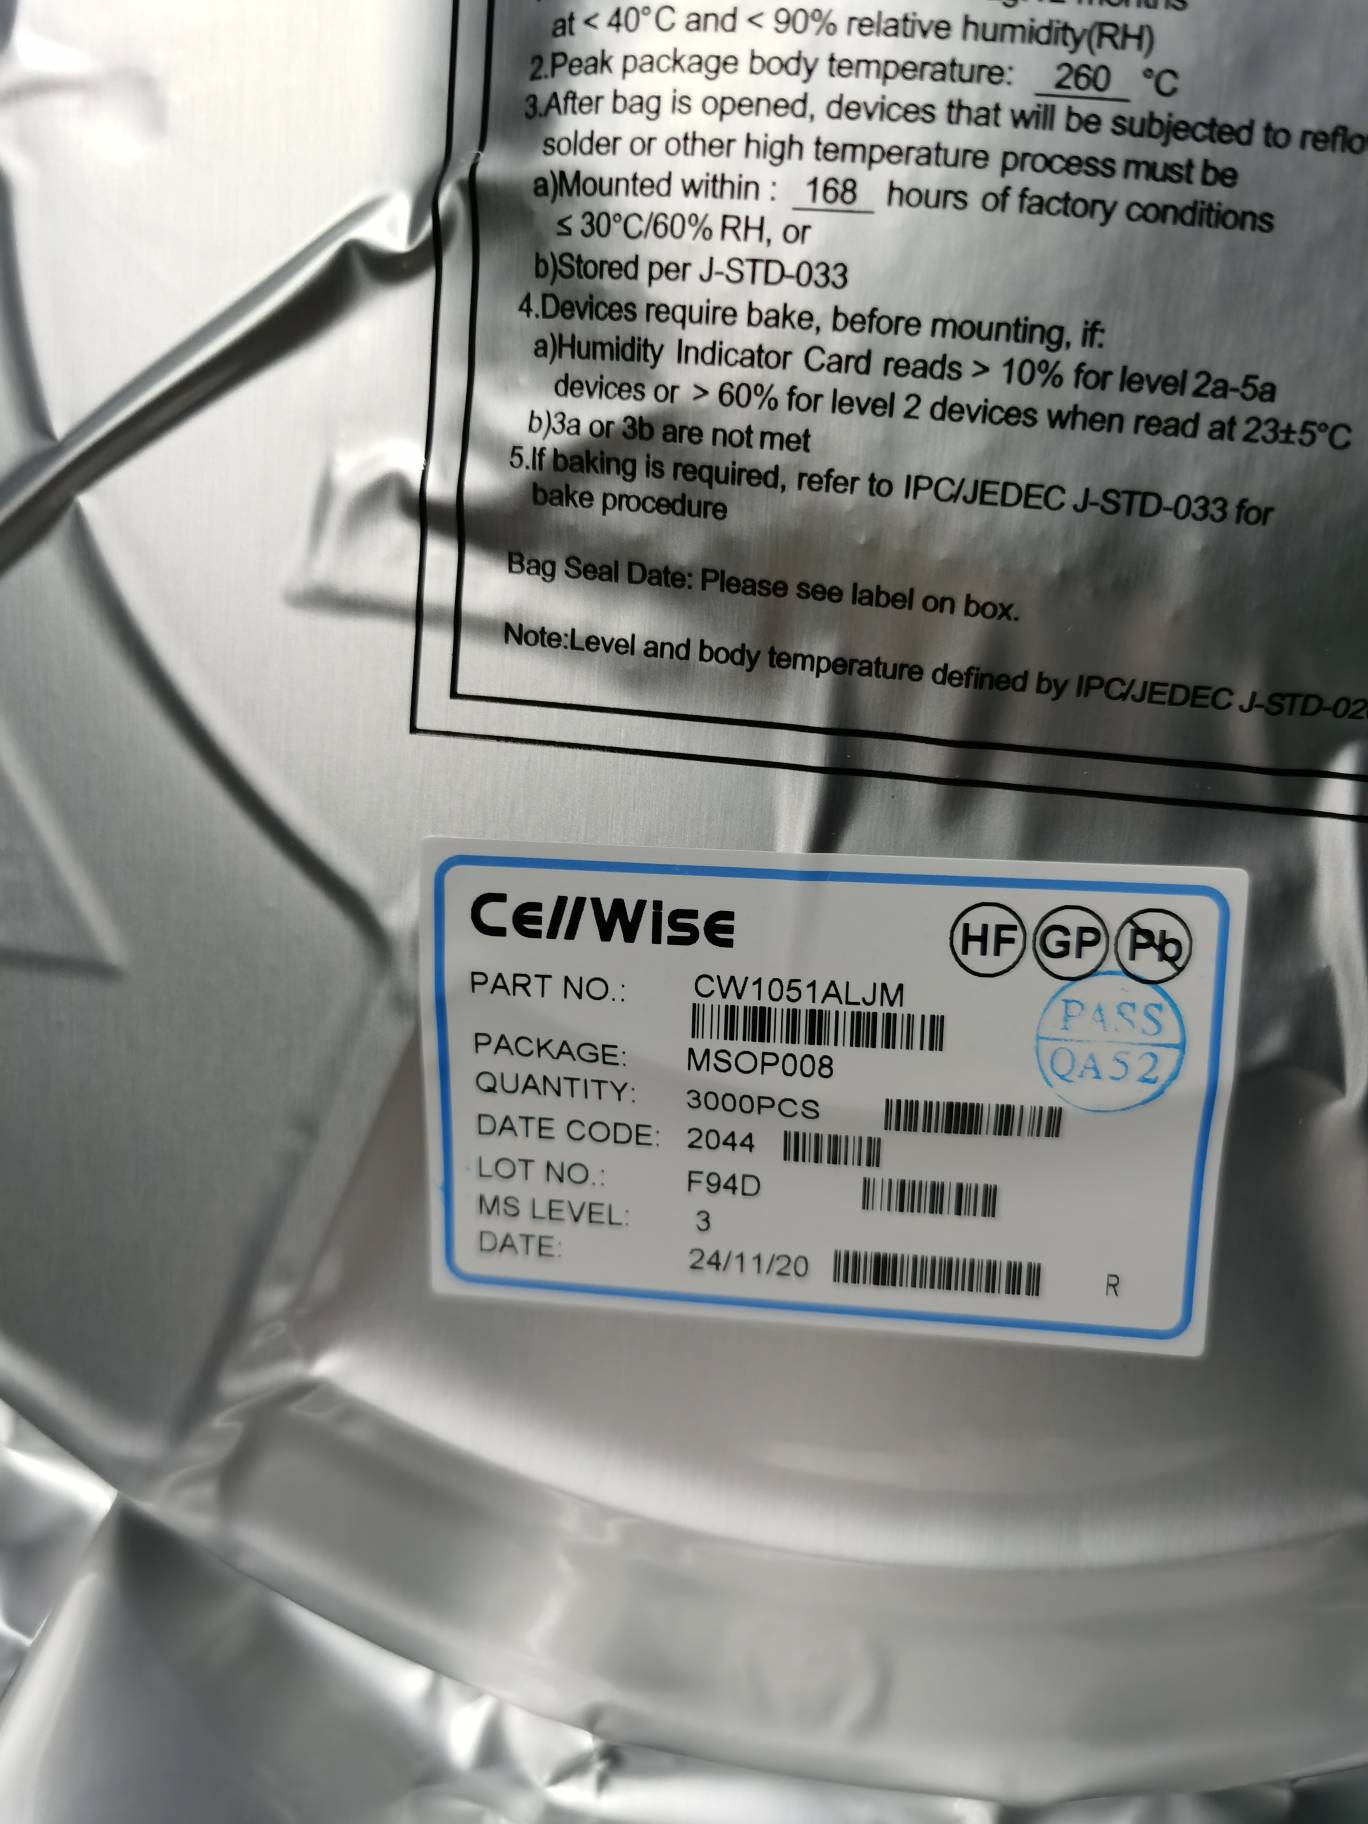 at < 40°C and < 90% relative humidity(RH)
2.Peak package body temperature: 260 °C
3.After bag is opened, devices that will be subjected to reflo
solder or other high temperature process must be
a)Mounted within : 168 hours of factory conditions
≤ 30°C/60% RH, or
b)Stored per J-STD-033
4.Devices require bake, before mounting, if:
a)Humidity Indicator Card reads > 10% for level 2a-5a
devices or > 60% for level 2 devices when read at 23±5°C
b)3a or 3b are not met
5.If baking is required, refer to IPC/JEDEC J-STD-033 for
bake procedure
Bag Seal Date: Please see label on box.
Note:Level and body temperature defined by IPC/JEDEC J-STD-02
CellWise
HF GP Pb
PART NO.: CW1051ALJM
PASS
QA52
PACKAGE: MSOP008
QUANTITY: 3000PCS
DATE CODE: 2044
LOT NO.: F94D
MS LEVEL: 3
DATE: 24/11/20
R